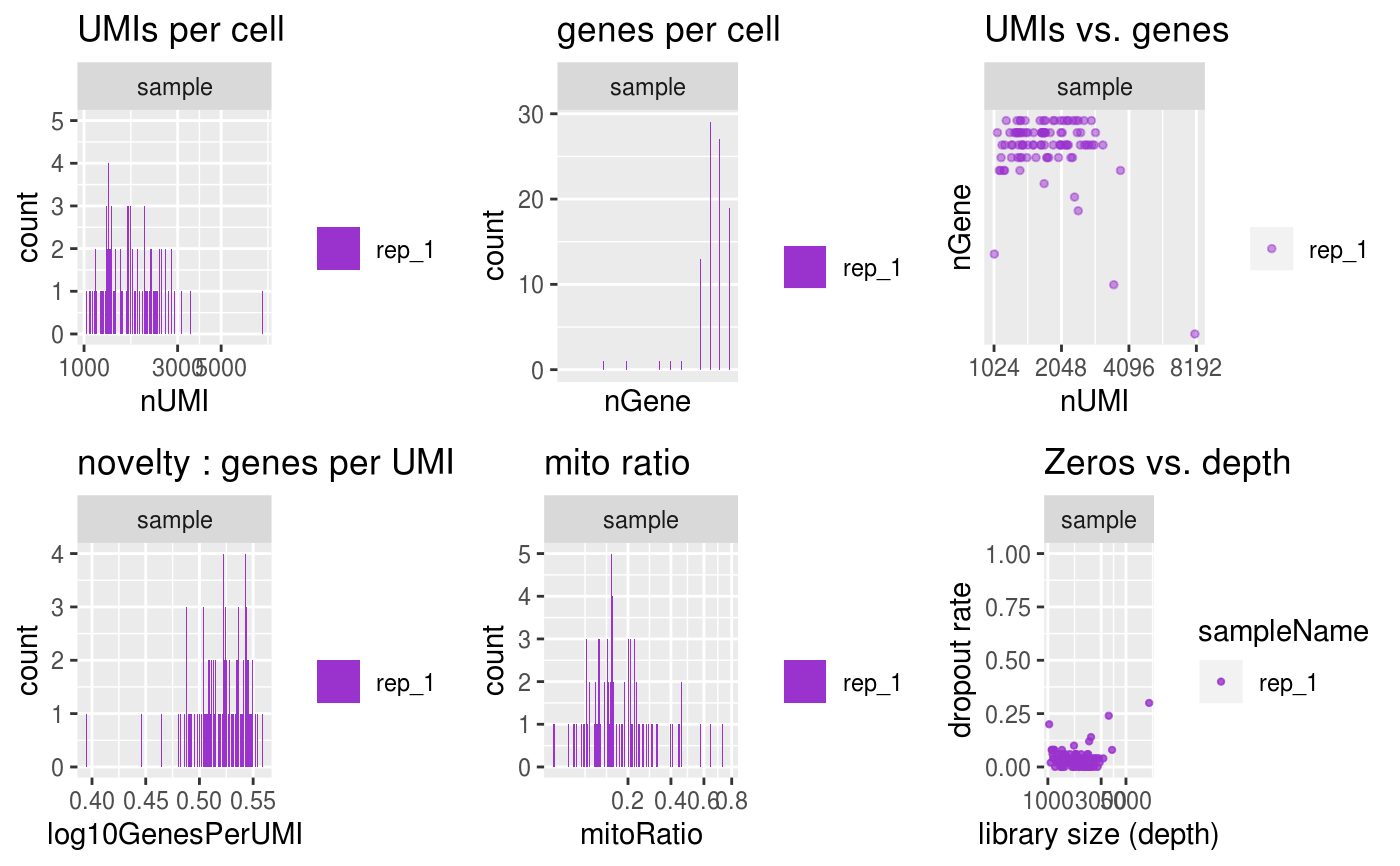 UMIs per cell
sample
5
4
3
2
1
0
count
1000 3000 5000
nUMI
rep_1
genes per cell
sample
30
20
10
0
count
nGene
rep_1
UMIs vs. genes
sample
nGene
1024 2048 4096 8192
nUMI
rep_1
novelty : genes per UMI
sample
4
3
2
1
0
count
0.40 0.45 0.50 0.55
log10GenesPerUMI
rep_1
mito ratio
sample
5
4
3
2
1
0
count
0.2 0.4 0.6 0.8
mitoRatio
rep_1
Zeros vs. depth
sample
1.00
0.75
0.50
0.25
0.00
dropout rate
1000 3000 5000
library size (depth)
sampleName
rep_1